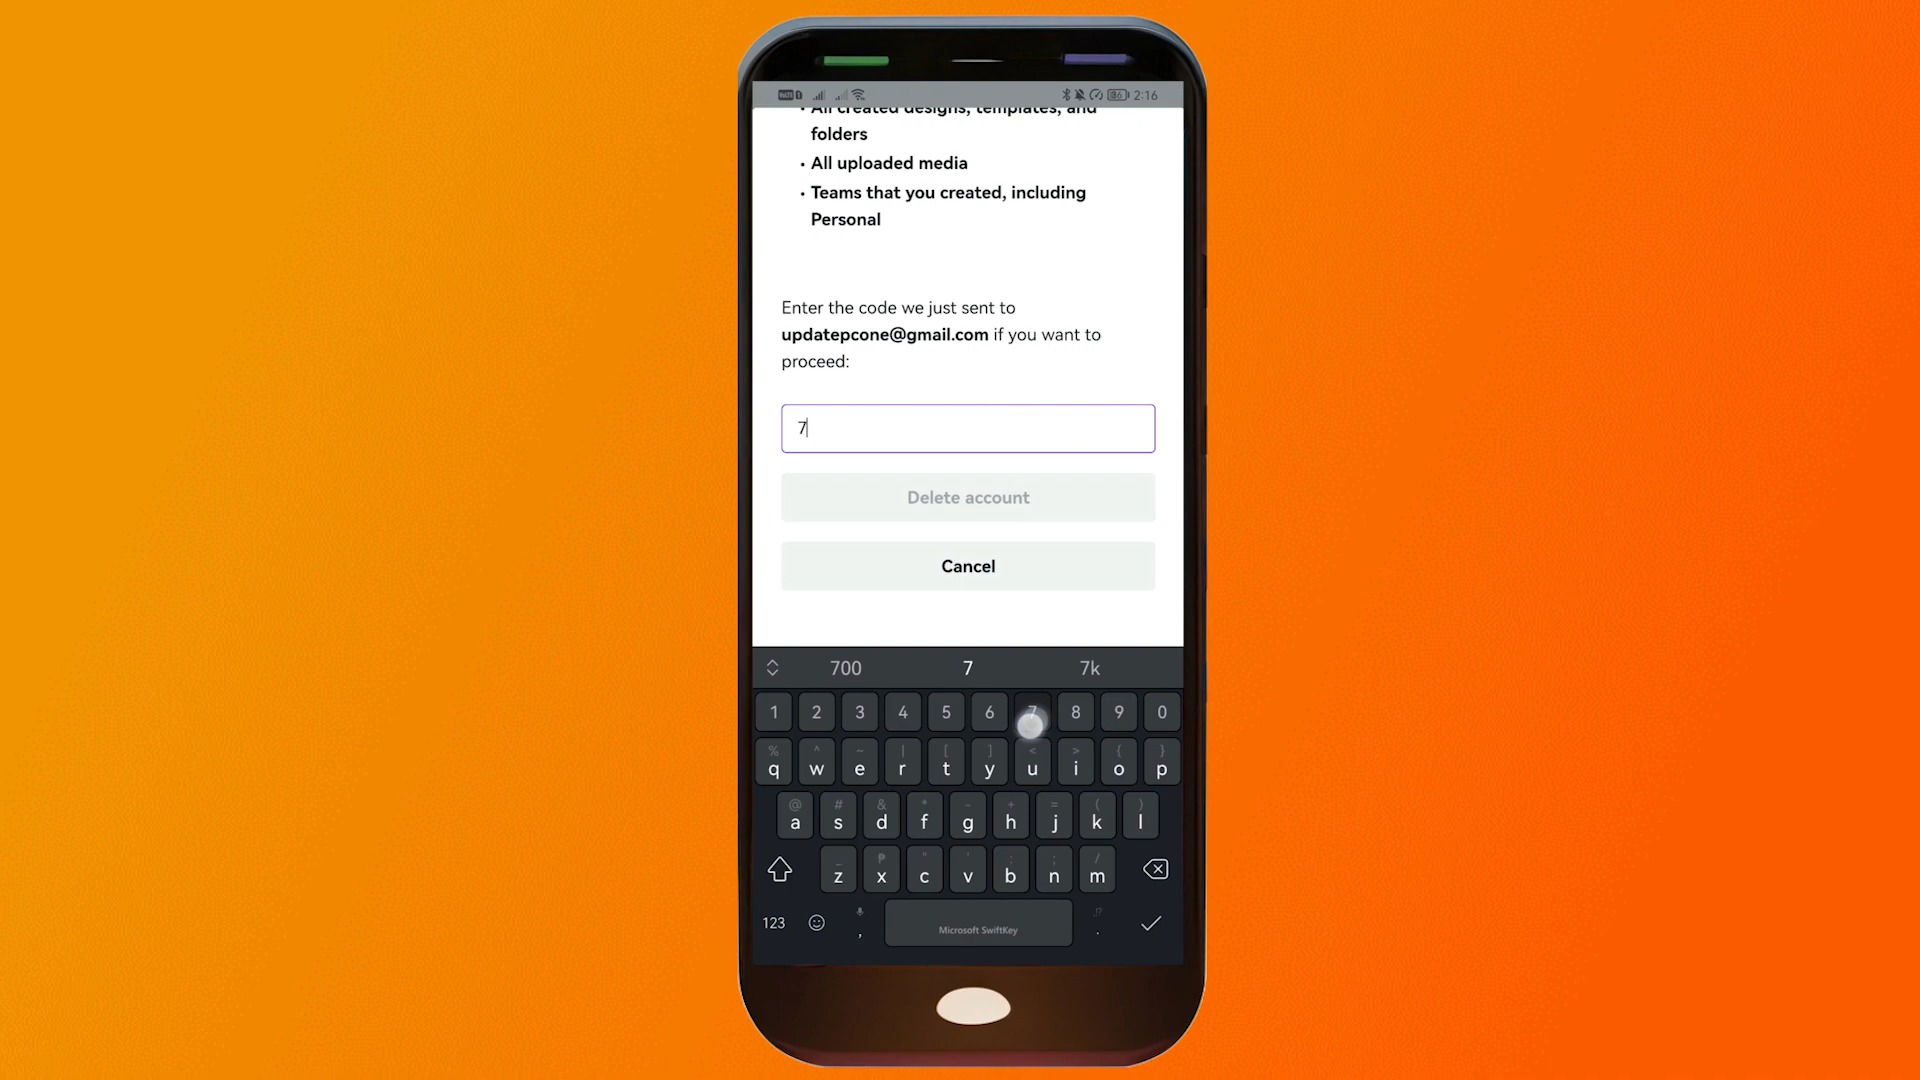 2:16
• All created designs, templates, and
folders
• All uploaded media
• Teams that you created, including
Personal
Enter the code we just sent to
updatepcone@gmail.com if you want to
proceed:
7
Delete account
Cancel
700 7 7k
1 2 3 4 5 6 7 8 9 0
% ^ ~ | [ ] < > { }
q w e r t y u i o p
@ # & * - + = ( )
a s d f g h j k l
_ ₱ " ' : ; /
z x c v b n m
123 , Microsoft SwiftKey .